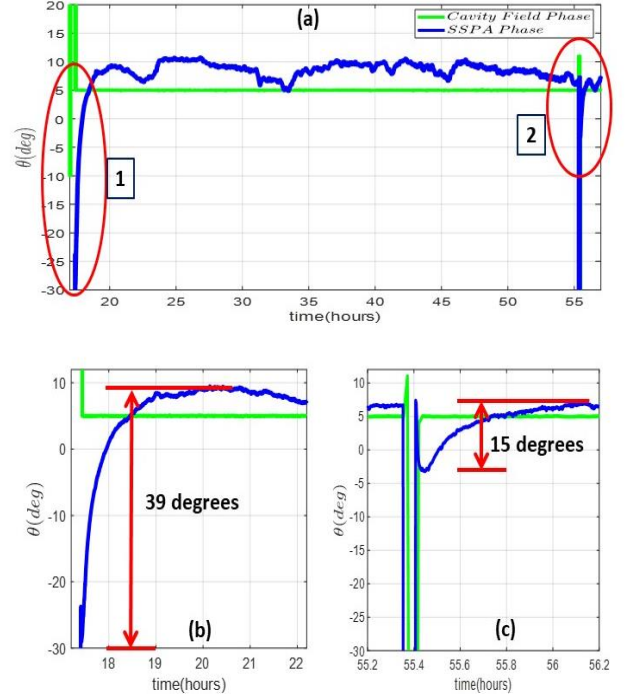 (a)
Cavity Field Phase
SSPA Phase
20
15
10
5
0
-5
-10
-15
-20
-25
-30
θ(deg)
1
2
20 25 30 35 40 45 50 55
time(hours)
10
5
0
-10
-20
-30
θ(deg)
39 degrees
(b)
18 19 20 21 22
time(hours)
10
5
0
-5
-10
-15
-20
-25
-30
θ(deg)
15 degrees
(c)
55.2 55.4 55.6 55.8 56 56.2
time(hours)